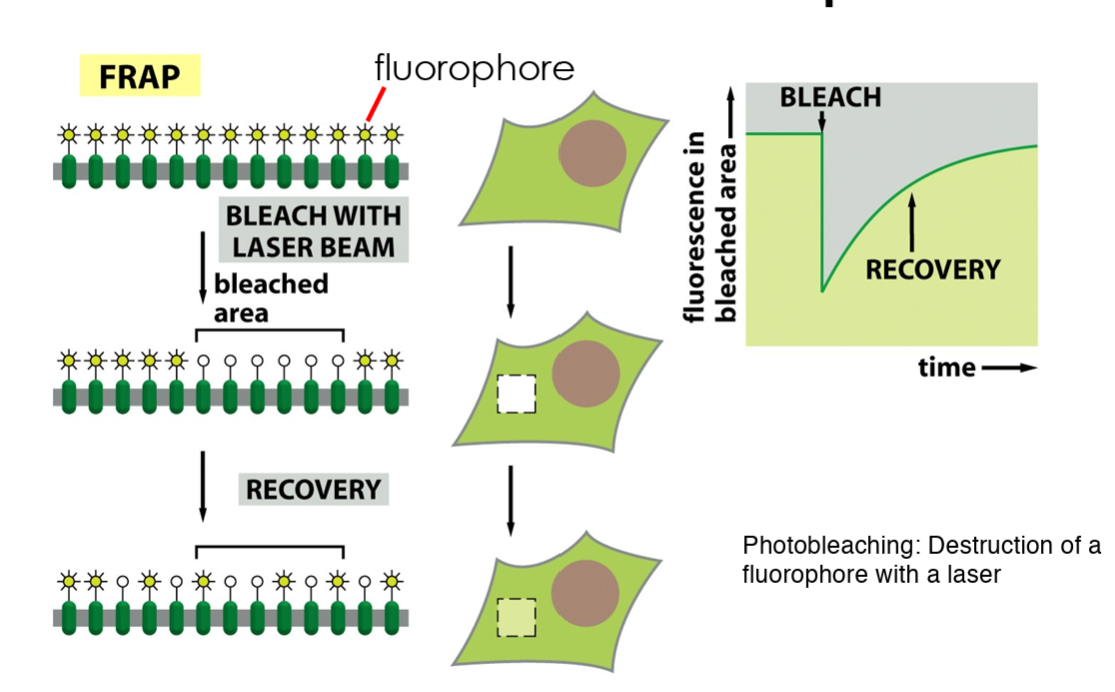 FRAP
fluorophore
BLEACH WITH
LASER BEAM
bleached
area
RECOVERY
BLEACH
fluorescence in
bleached area
RECOVERY
time
Photobleaching: Destruction of a
fluorophore with a laser